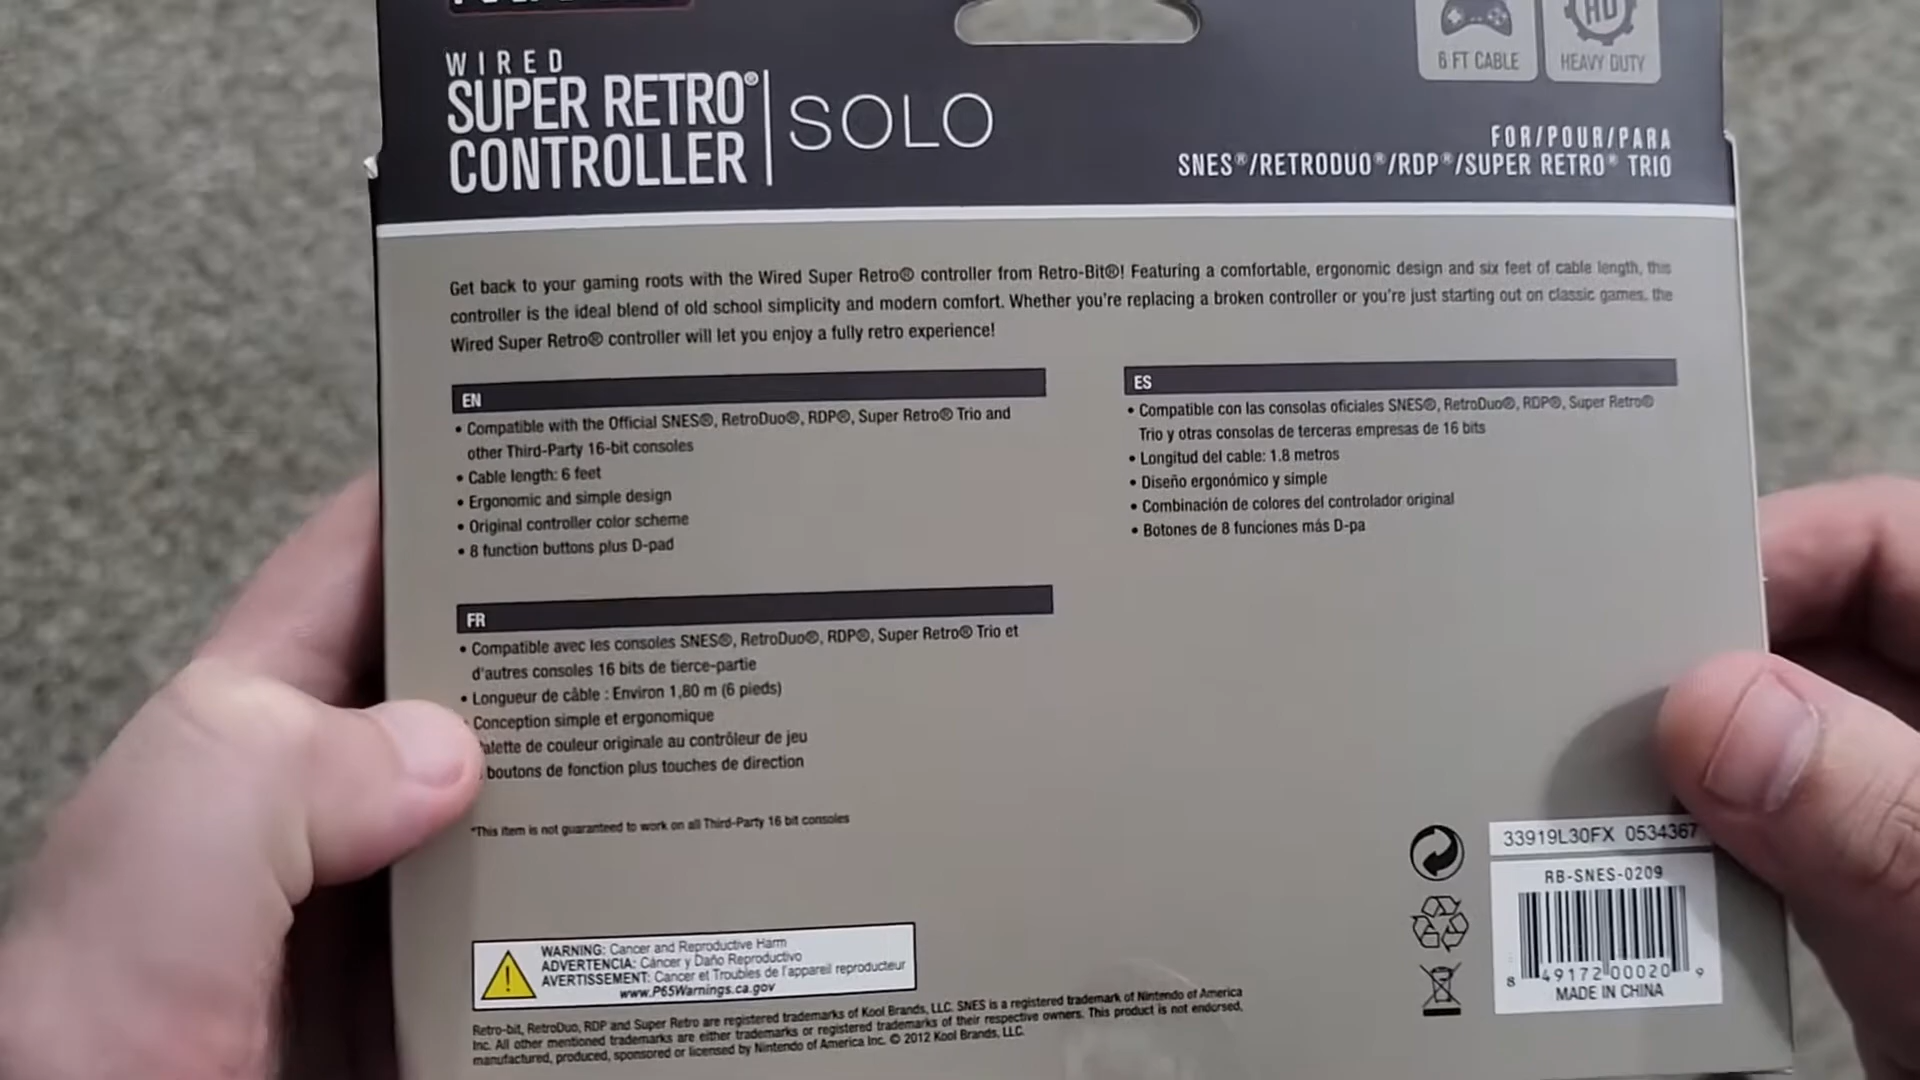 WIRED
SUPER RETRO®
CONTROLLER
SOLO
6 FT CABLE
HD
HEAVY DUTY
FOR/POUR/PARA
SNES®/RETRODUO®/RDP®/SUPER RETRO® TRIO
Get back to your gaming roots with the Wired Super Retro® controller from Retro-Bit®! Featuring a comfortable, ergonomic design and six feet of cable length, this
controller is the ideal blend of old school simplicity and modern comfort. Whether you're replacing a broken controller or you're just starting out on classic games, the
Wired Super Retro® controller will let you enjoy a fully retro experience!
EN
• Compatible with the Official SNES®, RetroDuo®, RDP®, Super Retro® Trio and
other Third-Party 16-bit consoles
• Cable length: 6 feet
• Ergonomic and simple design
• Original controller color scheme
• 8 function buttons plus D-pad
ES
• Compatible con las consolas oficiales SNES®, RetroDuo®, RDP®, Super Retro®
Trio y otras consolas de terceras empresas de 16 bits
• Longitud del cable: 1.8 metros
• Diseño ergonómico y simple
• Combinación de colores del controlador original
• Botones de 8 funciones más D-pa
FR
• Compatible avec les consoles SNES®, RetroDuo®, RDP®, Super Retro® Trio et
d'autres consoles 16 bits de tierce-partie
• Longueur de câble : Environ 1,80 m (6 pieds)
Conception simple et ergonomique
alette de couleur originale au contrôleur de jeu
boutons de fonction plus touches de direction
*This item is not guaranteed to work on all Third-Party 16 bit consoles
WARNING: Cancer and Reproductive Harm
ADVERTENCIA: Cáncer y Daño Reproductivo
AVERTISSEMENT: Cancer et Troubles de l'appareil reproducteur
www.P65Warnings.ca.gov
Retro-bit, RetroDuo, RDP and Super Retro are registered trademarks of Kool Brands, LLC. SNES is a registered trademark of Nintendo of America
Inc. All other mentioned trademarks are either trademarks or registered trademarks of their respective owners. This product is not endorsed,
manufactured, produced, sponsored or licensed by Nintendo of America Inc. © 2012 Kool Brands, LLC.
33919L30FX 0534367
RB-SNES-0209
8 49172 00020 9
MADE IN CHINA